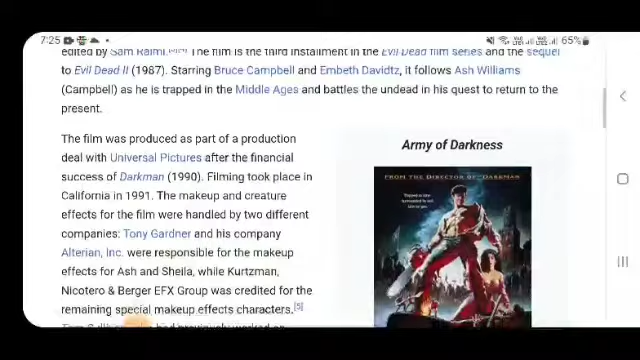 7:25
65%
edited by Sam Raimi. The film is the third installment in the Evil Dead film series and the sequel
to Evil Dead II (1987). Starring Bruce Campbell and Embeth Davidtz, it follows Ash Williams
(Campbell) as he is trapped in the Middle Ages and battles the undead in his quest to return to the
present.
The film was produced as part of a production
deal with Universal Pictures after the financial
success of Darkman (1990). Filming took place in
California in 1991. The makeup and creature
effects for the film were handled by two different
companies: Tony Gardner and his company
Alterian, Inc. were responsible for the makeup
effects for Ash and Sheila, while Kurtzman,
Nicotero & Berger EFX Group was credited for the
remaining special makeup effects characters.[5]
had previously worked on
Army of Darkness
FROM THE DIRECTOR OF DARKMAN